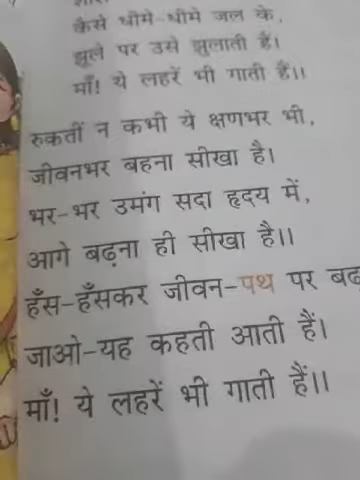 कैसे धीमे-धीमे जल के,
झूले पर उसे झुलाती हैं।
माँ! ये लहरें भी गाती हैं।।
रुकतीं न कभी ये क्षणभर भी,
जीवनभर बहना सीखा है।
भर-भर उमंग सदा हृदय में,
आगे बढ़ना ही सीखा है।।
हँस-हँसकर जीवन-पथ पर
जाओ-यह कहती आती हैं।
माँ! ये लहरें भी गाती हैं।।